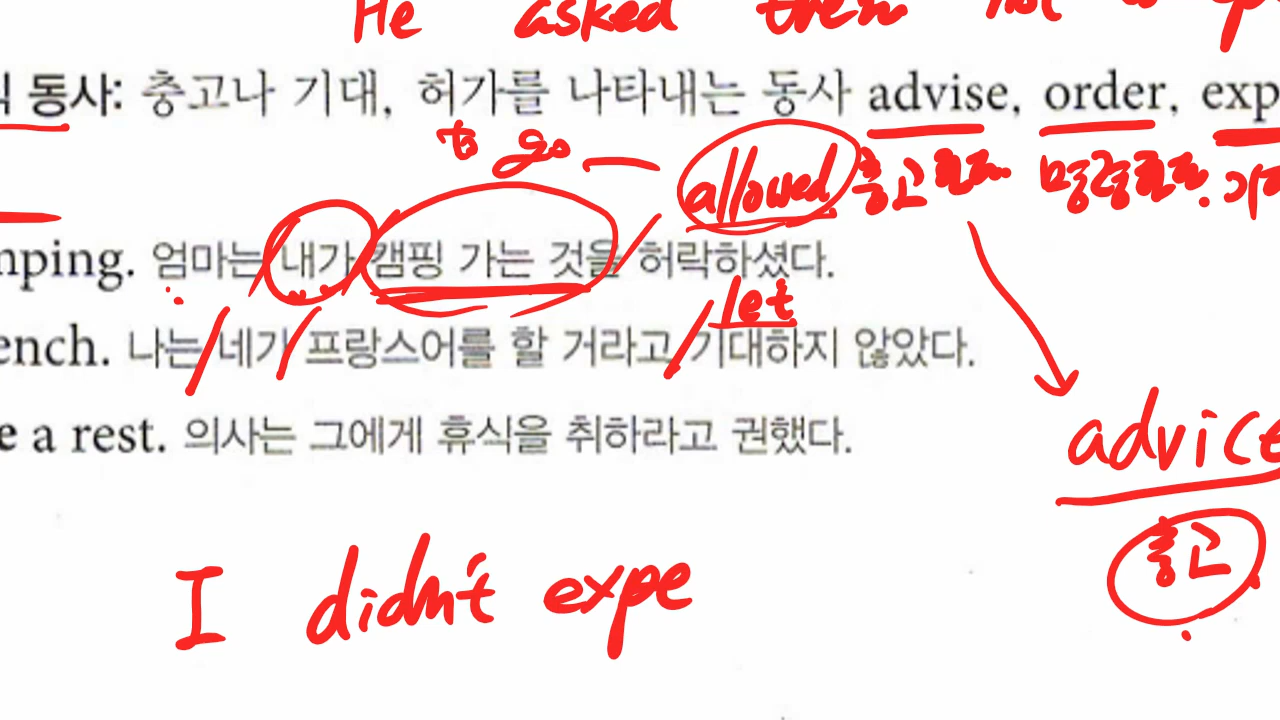 He asked them not to
동사: 충고나 기대, 허가를 나타내는 동사 advise, order, exp
to go allowed 충고하다. 명령하다.
mping. 엄마는 내가 캠핑 가는 것을 허락하셨다.
let
ench. 나는 네가 프랑스어를 할 거라고 기대하지 않았다.
e a rest. 의사는 그에게 휴식을 취하라고 권했다.
advice
충고
I didn't expe